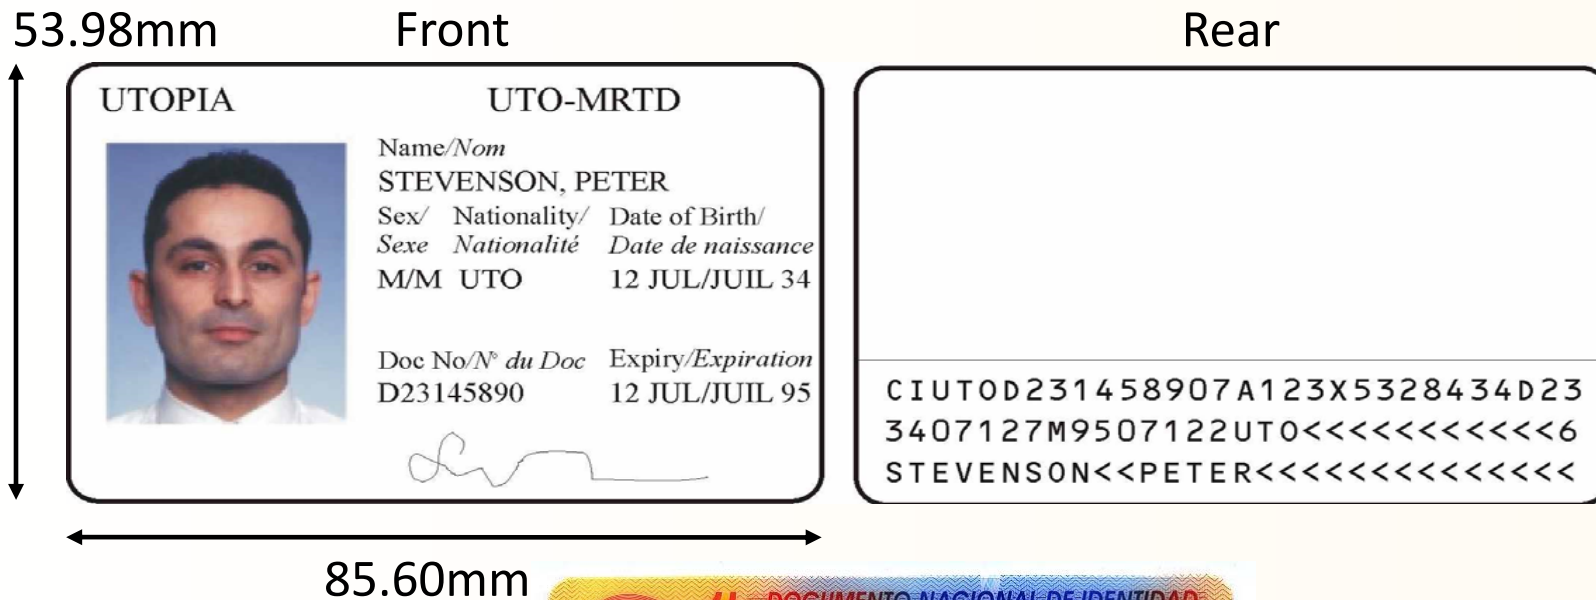 53.98mm
Front
Rear
UTOPIA
UTO-MRTD
Name/Nom
STEVENSON, PETER
Sex/ Nationality/ Date of Birth/
Sexe Nationalité Date de naissance
M/M UTO 12 JUL/JUIL 34
Doc No/N° du Doc Expiry/Expiration
D23145890 12 JUL/JUIL 95
CIUTOD231458907A123X5328434D23
3407127M9507122UTO<<<<<<<<<<<6
STEVENSON<<PETER<<<<<<<<<<<<<<
85.60mm
DOCUMENTO NACIONAL DE IDENTIDAD